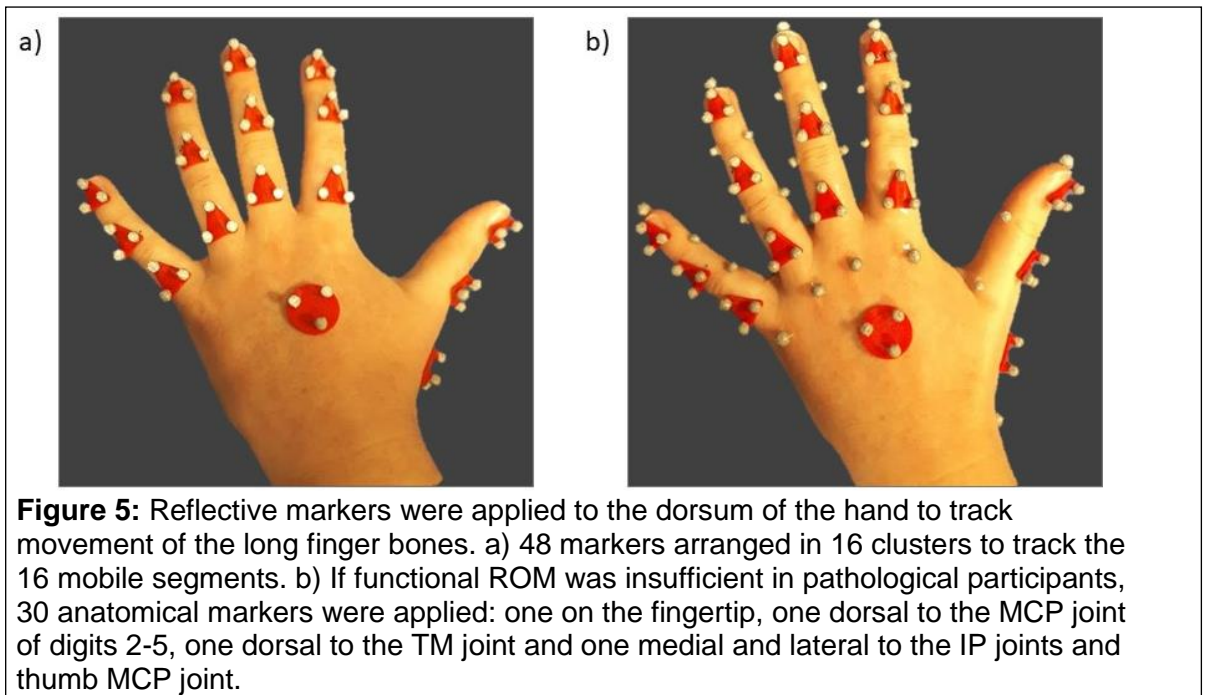 a)
b)
Figure 5: Reflective markers were applied to the dorsum of the hand to track
movement of the long finger bones. a) 48 markers arranged in 16 clusters to track the
16 mobile segments. b) If functional ROM was insufficient in pathological participants,
30 anatomical markers were applied: one on the fingertip, one dorsal to the MCP joint
of digits 2-5, one dorsal to the TM joint and one medial and lateral to the IP joints and
thumb MCP joint.